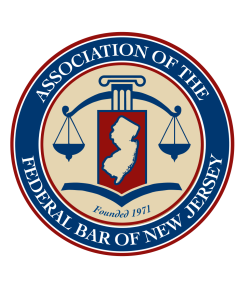 ASSOCIATION OF THE
FEDERAL BAR OF NEW JERSEY
Founded 1971